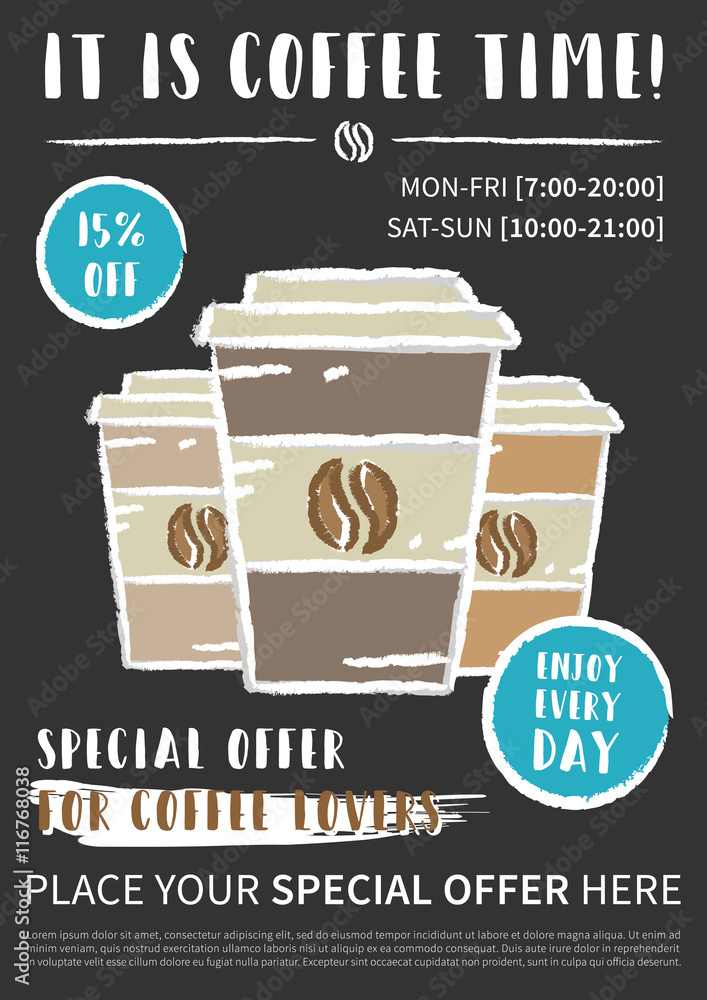 IT IS COFFEE TIME!
MON-FRI [7:00-20:00]
SAT-SUN [10:00-21:00]
15%
OFF
ENJOY
EVERY
DAY
SPECIAL OFFER
FOR COFFEE LOVERS
PLACE YOUR SPECIAL OFFER HERE
Lorem ipsum dolor sit amet, consectetur adipiscing elit, sed do eiusmod tempor incididunt ut labore et dolore magna aliqua. Ut enim ad
minim veniam, quis nostrud exercitation ullamco laboris nisi ut aliquip ex ea commodo consequat. Duis aute irure dolor in reprehenderit
in voluptate velit esse cillum dolore eu fugiat nulla pariatur. Excepteur sint occaecat cupidatat non proident, sunt in culpa qui officia deserunt.
Adobe Stock
116768038